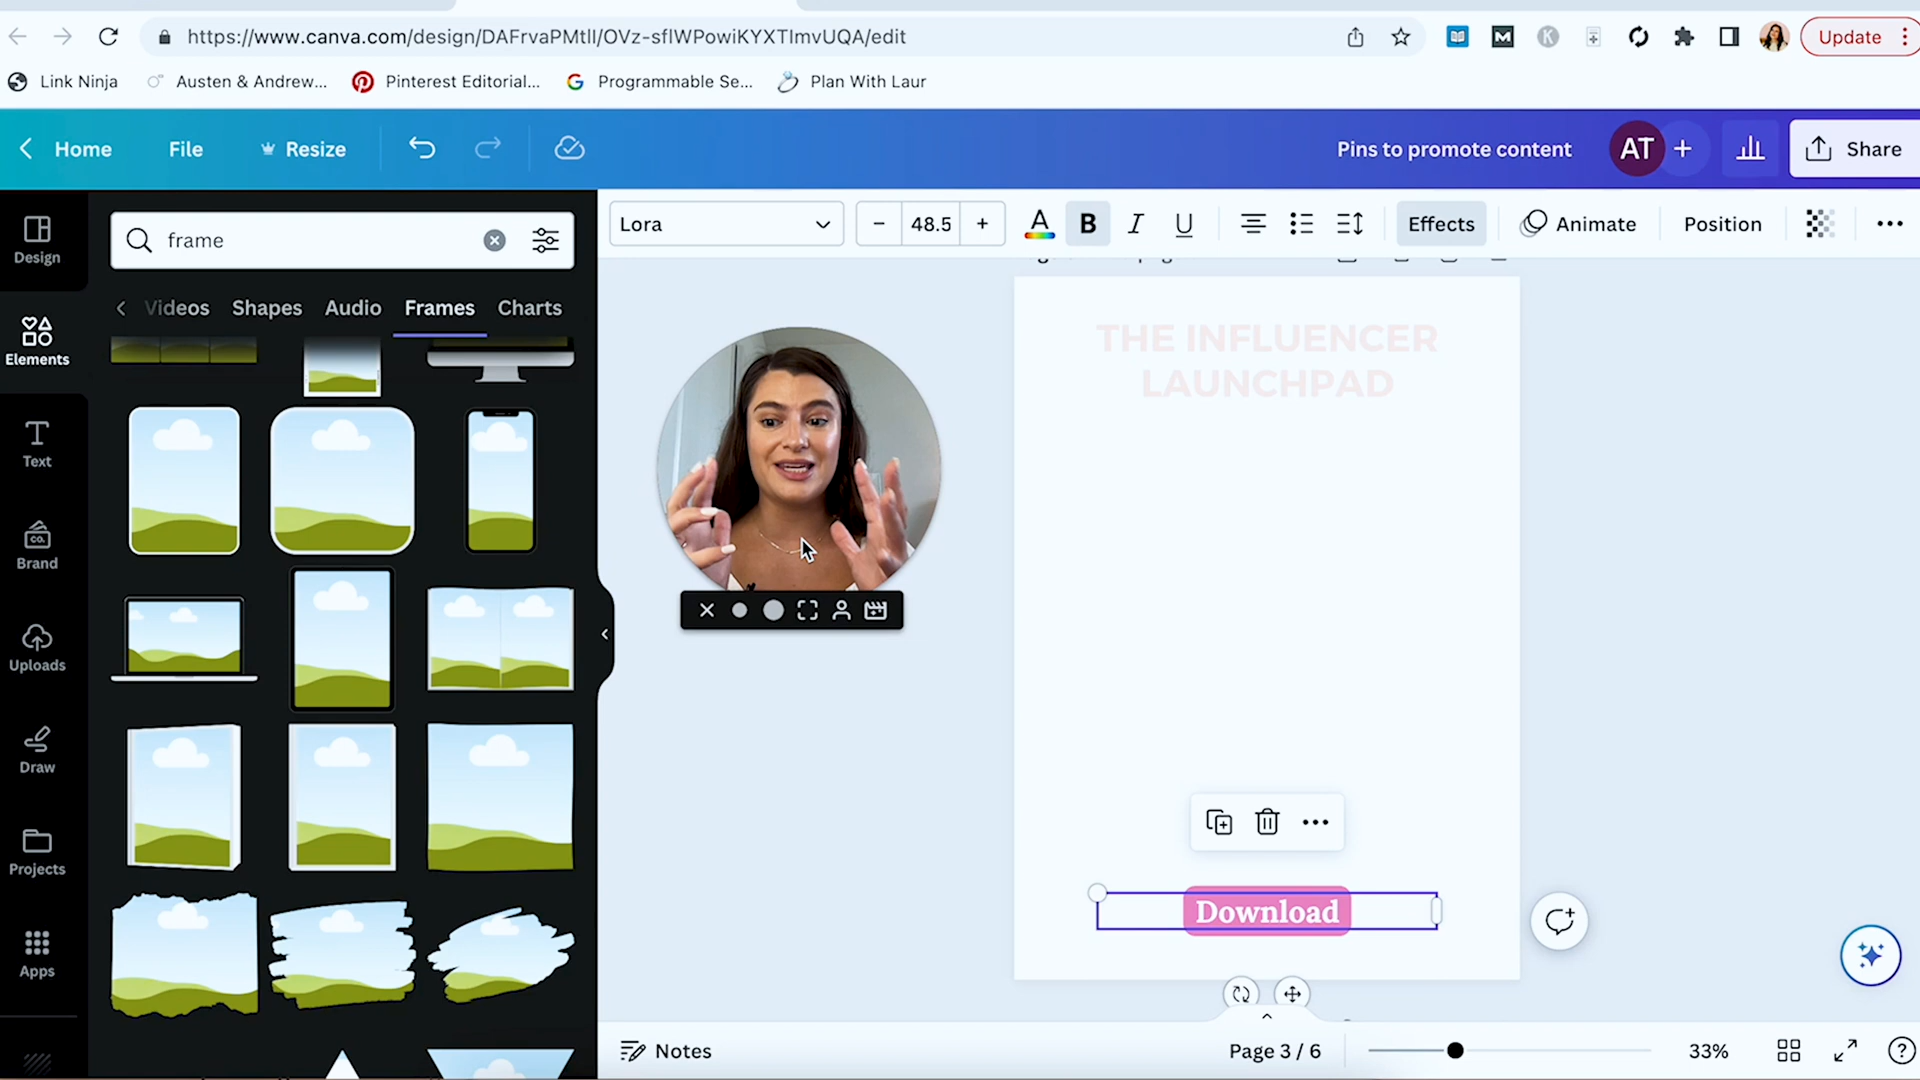 https://www.canva.com/design/DAFrvaPMtlI/OVz-sflWPowiKYXTlmvUQA/edit
Update
Link Ninja
Austen & Andrew...
Pinterest Editorial...
Programmable Se...
Plan With Laur
Home
File
Resize
Pins to promote content
AT
Share
Design
Elements
Text
Brand
Uploads
Draw
Projects
Apps
frame
Videos
Shapes
Audio
Frames
Charts
Lora
48.5
A
B
I
U
Effects
Animate
Position
THE INFLUENCER
LAUNCHPAD
Download
Notes
Page 3 / 6
33%